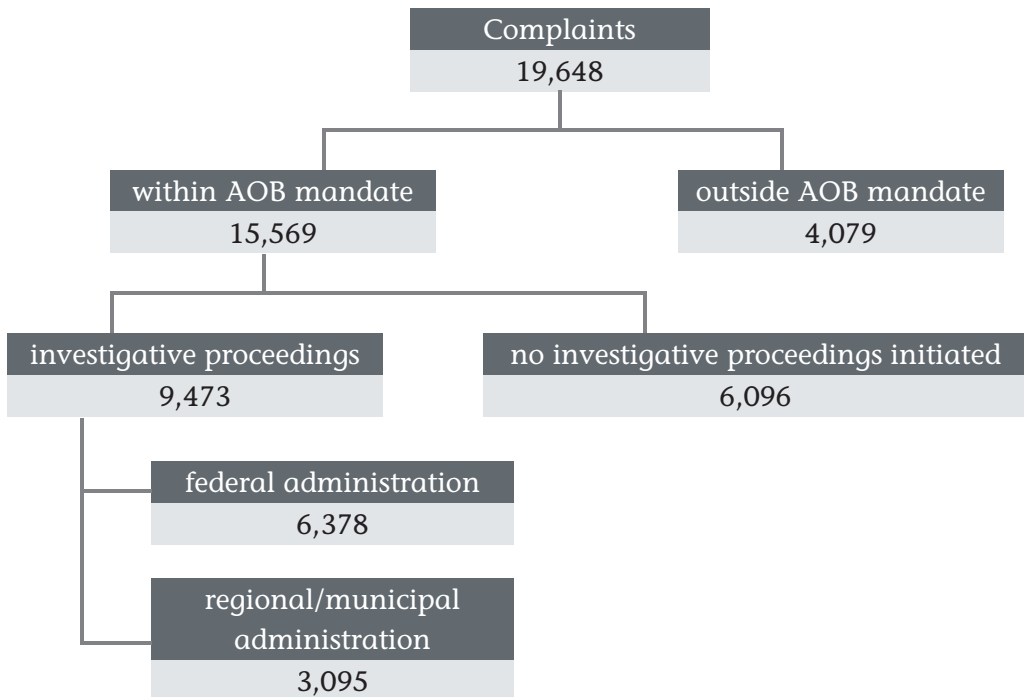 Complaints
19,648
within AOB mandate
15,569
outside AOB mandate
4,079
investigative proceedings
9,473
no investigative proceedings initiated
6,096
federal administration
6,378
regional/municipal
administration
3,095